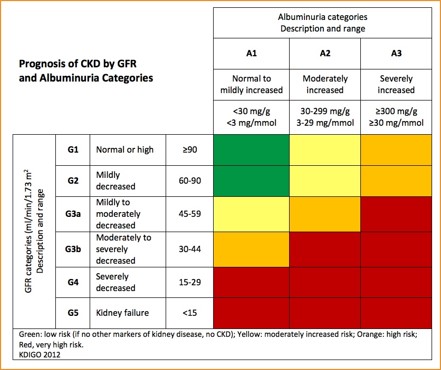 Albuminuria categories
Description and range
Prognosis of CKD by GFR
and Albuminuria Categories
A1
A2
A3
Normal to
mildly increased
Moderately
increased
Severely
increased
<30 mg/g
<3 mg/mmol
30-299 mg/g
3-29 mg/mmol
≥300 mg/g
≥30 mg/mmol
GFR categories (ml/min/1.73 m²
Description and range
G1
Normal or high
≥90
G2
Mildly
decreased
60-90
G3a
Mildly to
moderately
decreased
45-59
G3b
Moderately to
severely
decreased
30-44
G4
Severely
decreased
15-29
G5
Kidney failure
<15
Green: low risk (if no other markers of kidney disease, no CKD); Yellow: moderately increased risk; Orange: high risk;
Red, very high risk.
KDIGO 2012